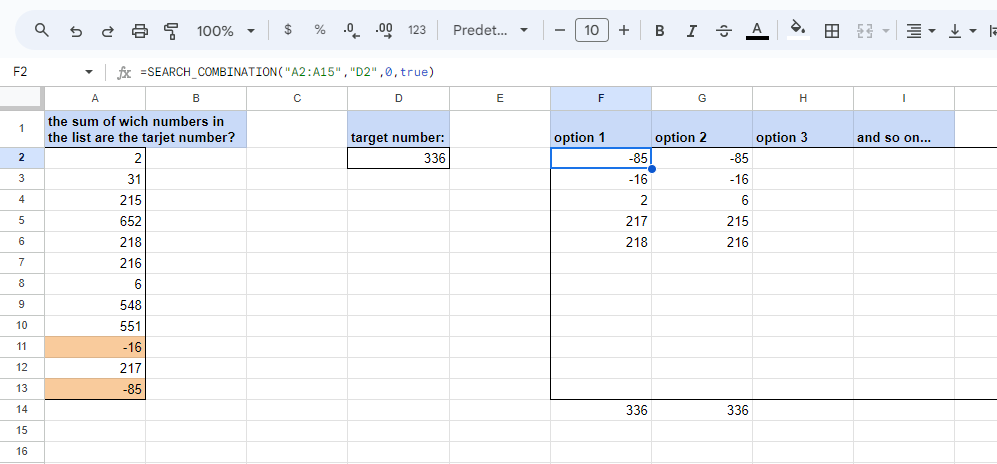 100% $ % .0 .00 123 Predet... − 10 + B I A
F2 fx =SEARCH_COMBINATION("A2:A15","D2",0,true)
A B C D E F G H I
1 the sum of wich numbers in
the list are the tarjet number? target number: option 1 option 2 option 3 and so on...
2 2 336 -85 -85
3 31 -16 -16
4 215 2 6
5 652 217 215
6 218 218 216
7 216
8 6
9 548
10 551
11 -16
12 217
13 -85
14 336 336
15
16